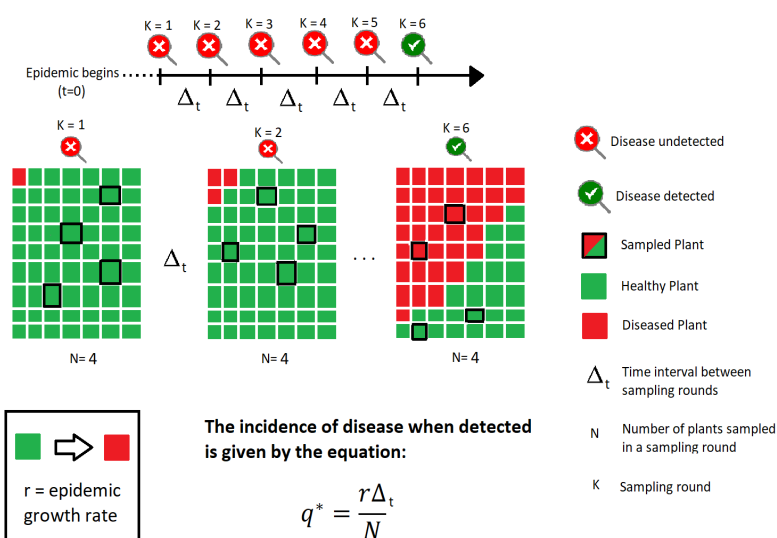 K = 1
K = 2
K = 3
K = 4
K = 5
K = 6
Epidemic begins ......
(t=0)
Δt
Δt
Δt
Δt
Δt
K = 1
K = 2
K = 6
Δt
...
N= 4
N= 4
N= 4
Disease undetected
Disease detected
Sampled Plant
Healthy Plant
Diseased Plant
Δt
Time interval between
sampling rounds
N
Number of plants sampled
in a sampling round
K
Sampling round
r = epidemic
growth rate
The incidence of disease when detected
is given by the equation:
q* = rΔt / N